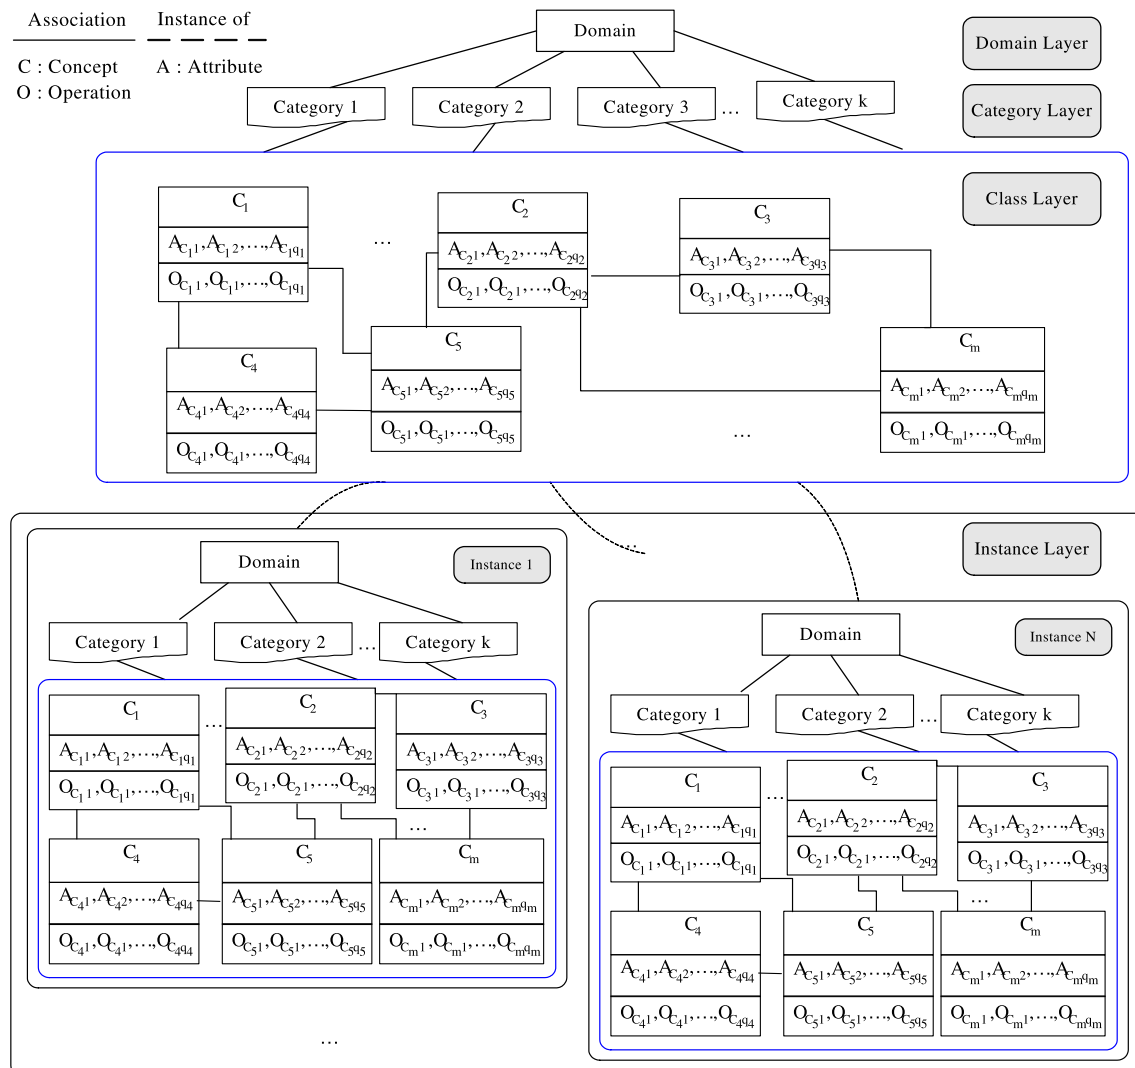 Association Instance of
C : Concept A : Attribute
O : Operation
Domain
Domain Layer
Category 1 Category 2 Category 3 ... Category k
Category Layer
Class Layer
C1
AC11,AC12,...,AC1q1
OC11,OC11,...,OC1q1
...
C2
AC21,AC22,...,AC2q2
OC21,OC21,...,OC2q2
C3
AC31,AC32,...,AC3q3
OC31,OC31,...,OC3q3
C4
AC41,AC42,...,AC4q4
OC41,OC41,...,OC4q4
C5
AC51,AC52,...,AC5q5
OC51,OC51,...,OC5q5
...
Cm
ACm1,ACm2,...,ACmqm
OCm1,OCm1,...,OCmqm
...
Instance Layer
Domain
Instance 1
Category 1 Category 2 ... Category k
C1
AC11,AC12,...,AC1q1
OC11,OC11,...,OC1q1
...
C2
AC21,AC22,...,AC2q2
OC21,OC21,...,OC2q2
C3
AC31,AC32,...,AC3q3
OC31,OC31,...,OC3q3
...
C4
AC41,AC42,...,AC4q4
OC41,OC41,...,OC4q4
C5
AC51,AC52,...,AC5q5
OC51,OC51,...,OC5q5
Cm
ACm1,ACm2,...,ACmqm
OCm1,OCm1,...,OCmqm
...
Domain
Instance N
Category 1 Category 2 ... Category k
C1
AC11,AC12,...,AC1q1
OC11,OC11,...,OC1q1
...
C2
AC21,AC22,...,AC2q2
OC21,OC21,...,OC2q2
C3
AC31,AC32,...,AC3q3
OC31,OC31,...,OC3q3
...
C4
AC41,AC42,...,AC4q4
OC41,OC41,...,OC4q4
C5
AC51,AC52,...,AC5q5
OC51,OC51,...,OC5q5
Cm
ACm1,ACm2,...,ACmqm
OCm1,OCm1,...,OCmqm